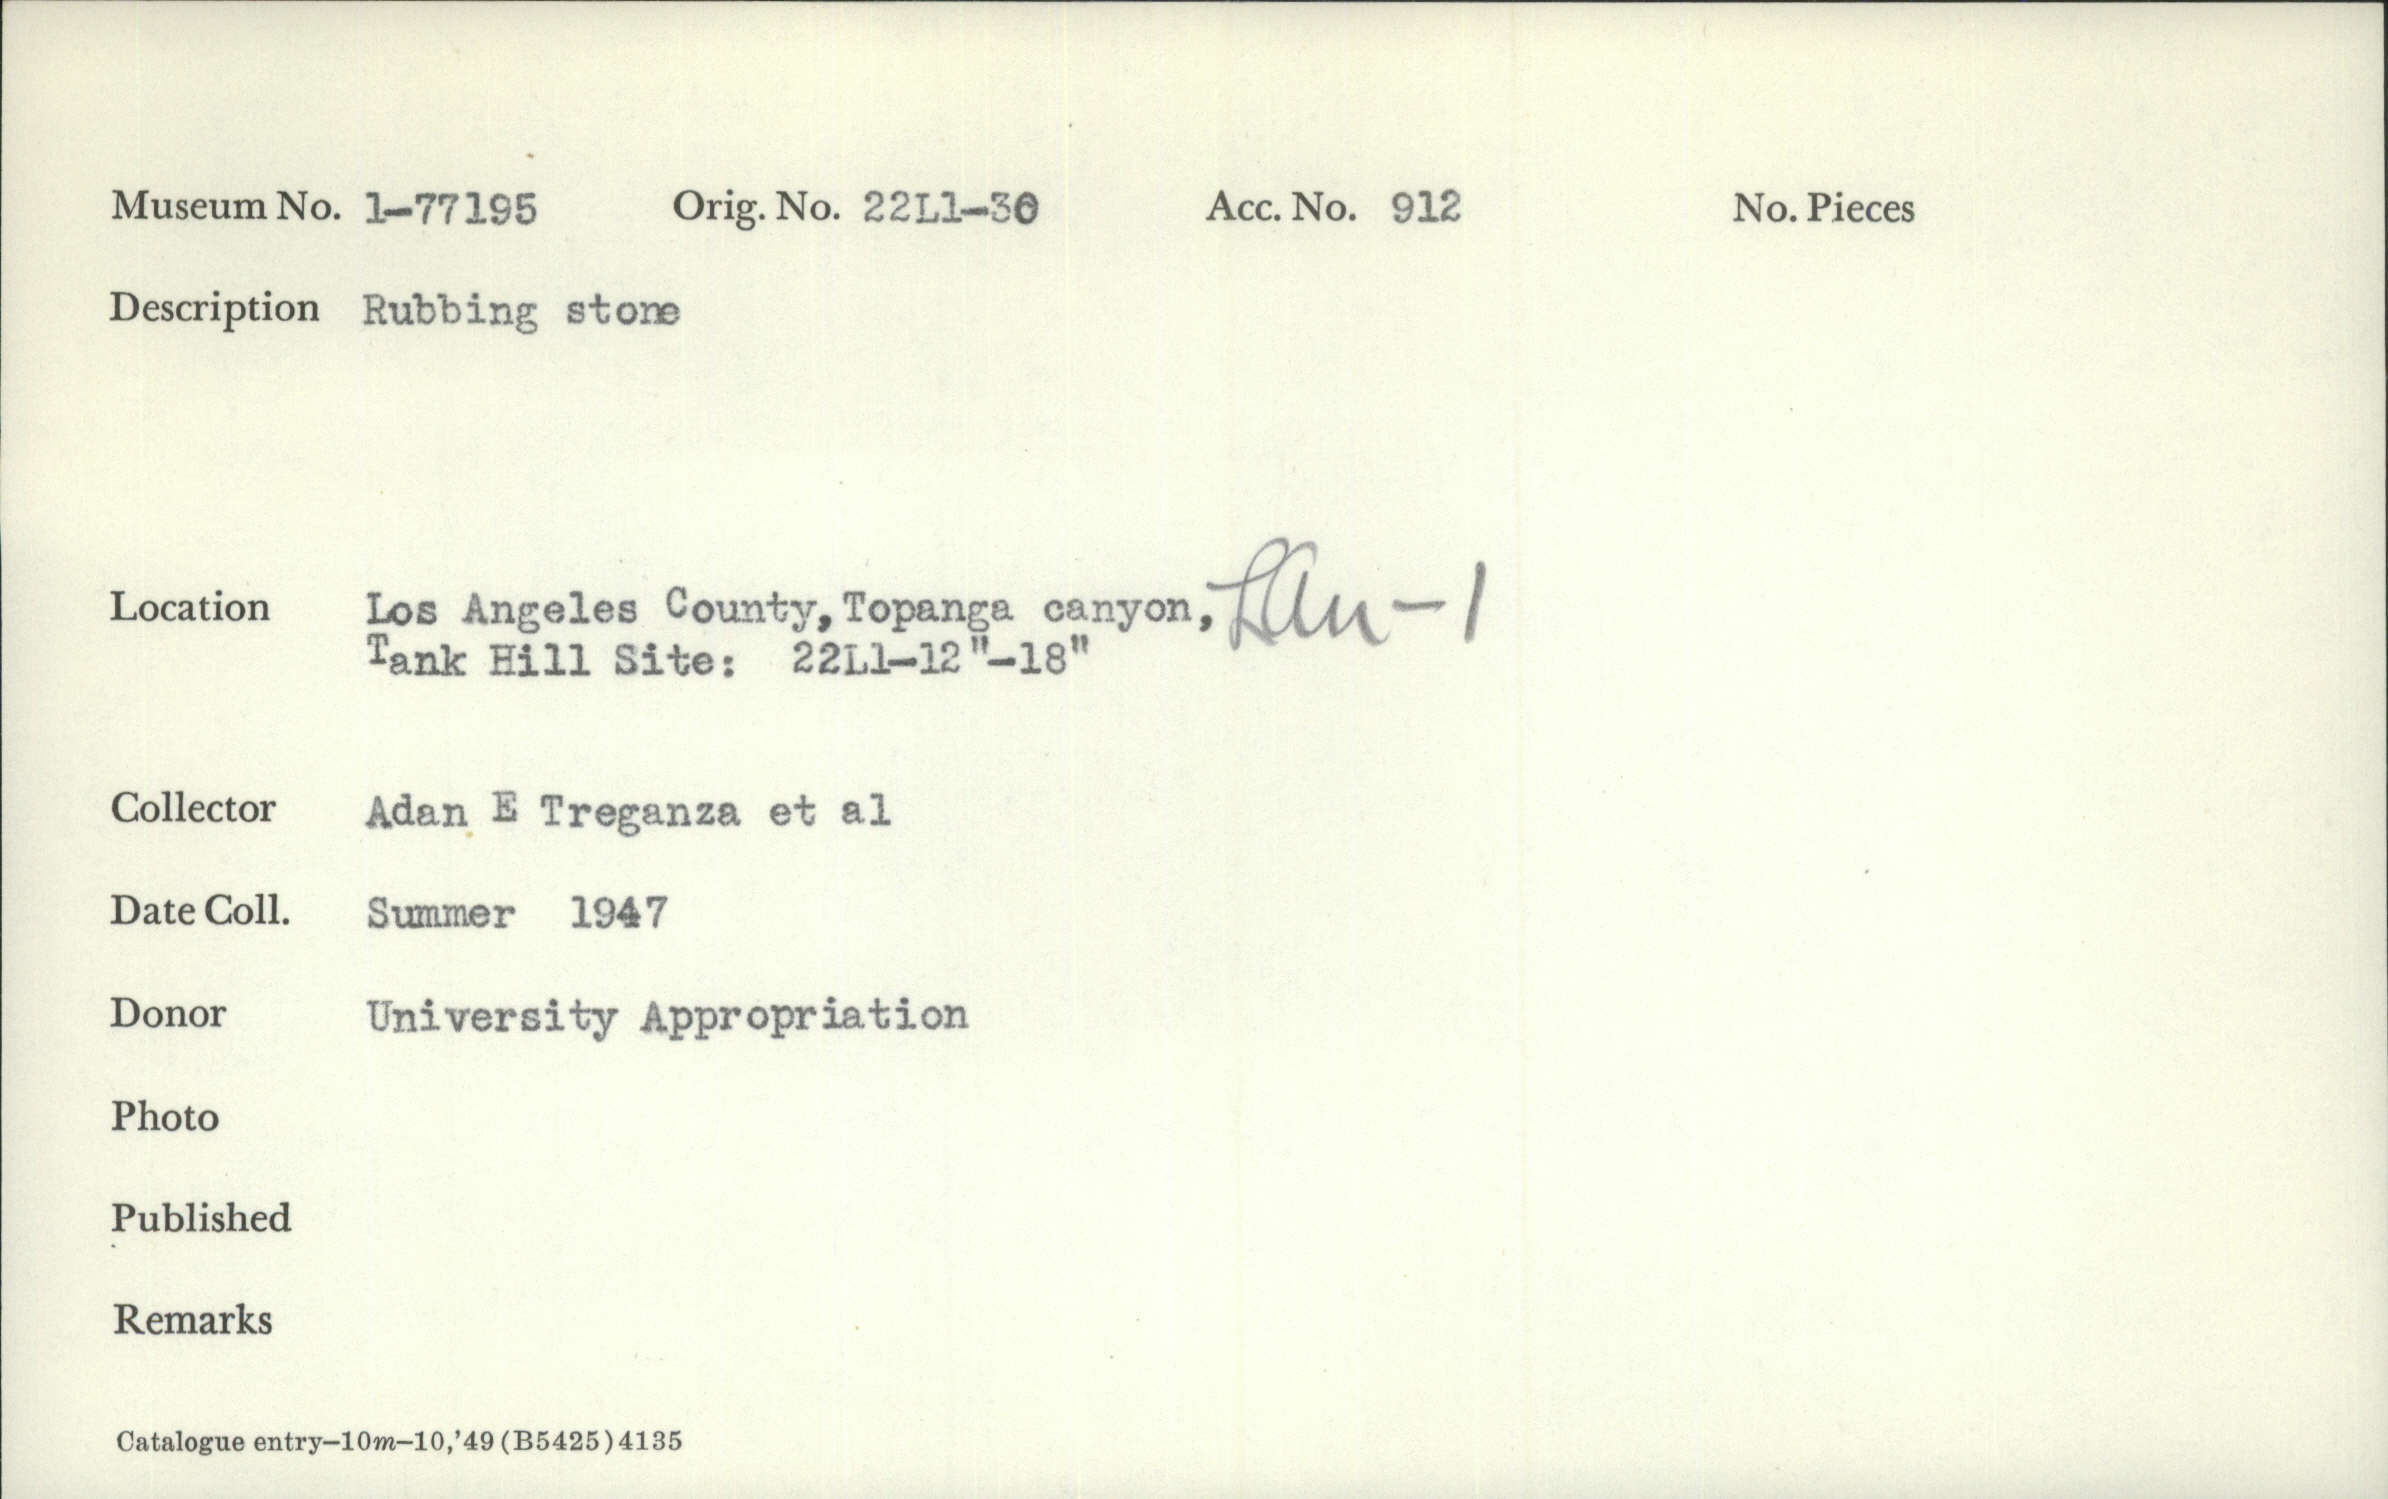 Museum No. 1-77195 Orig. No. 22L1-30 Acc. No. 912 No. Pieces
Description Rubbing stone
Location Los Angeles County, Topanga canyon, LAn-1
Tank Hill Site: 22L1-12"-18"
Collector Adan E Treganza et al
Date Coll. Summer 1947
Donor University Appropriation
Photo
Published
Remarks
Catalogue entry–10m–10,'49 (B5425) 4135